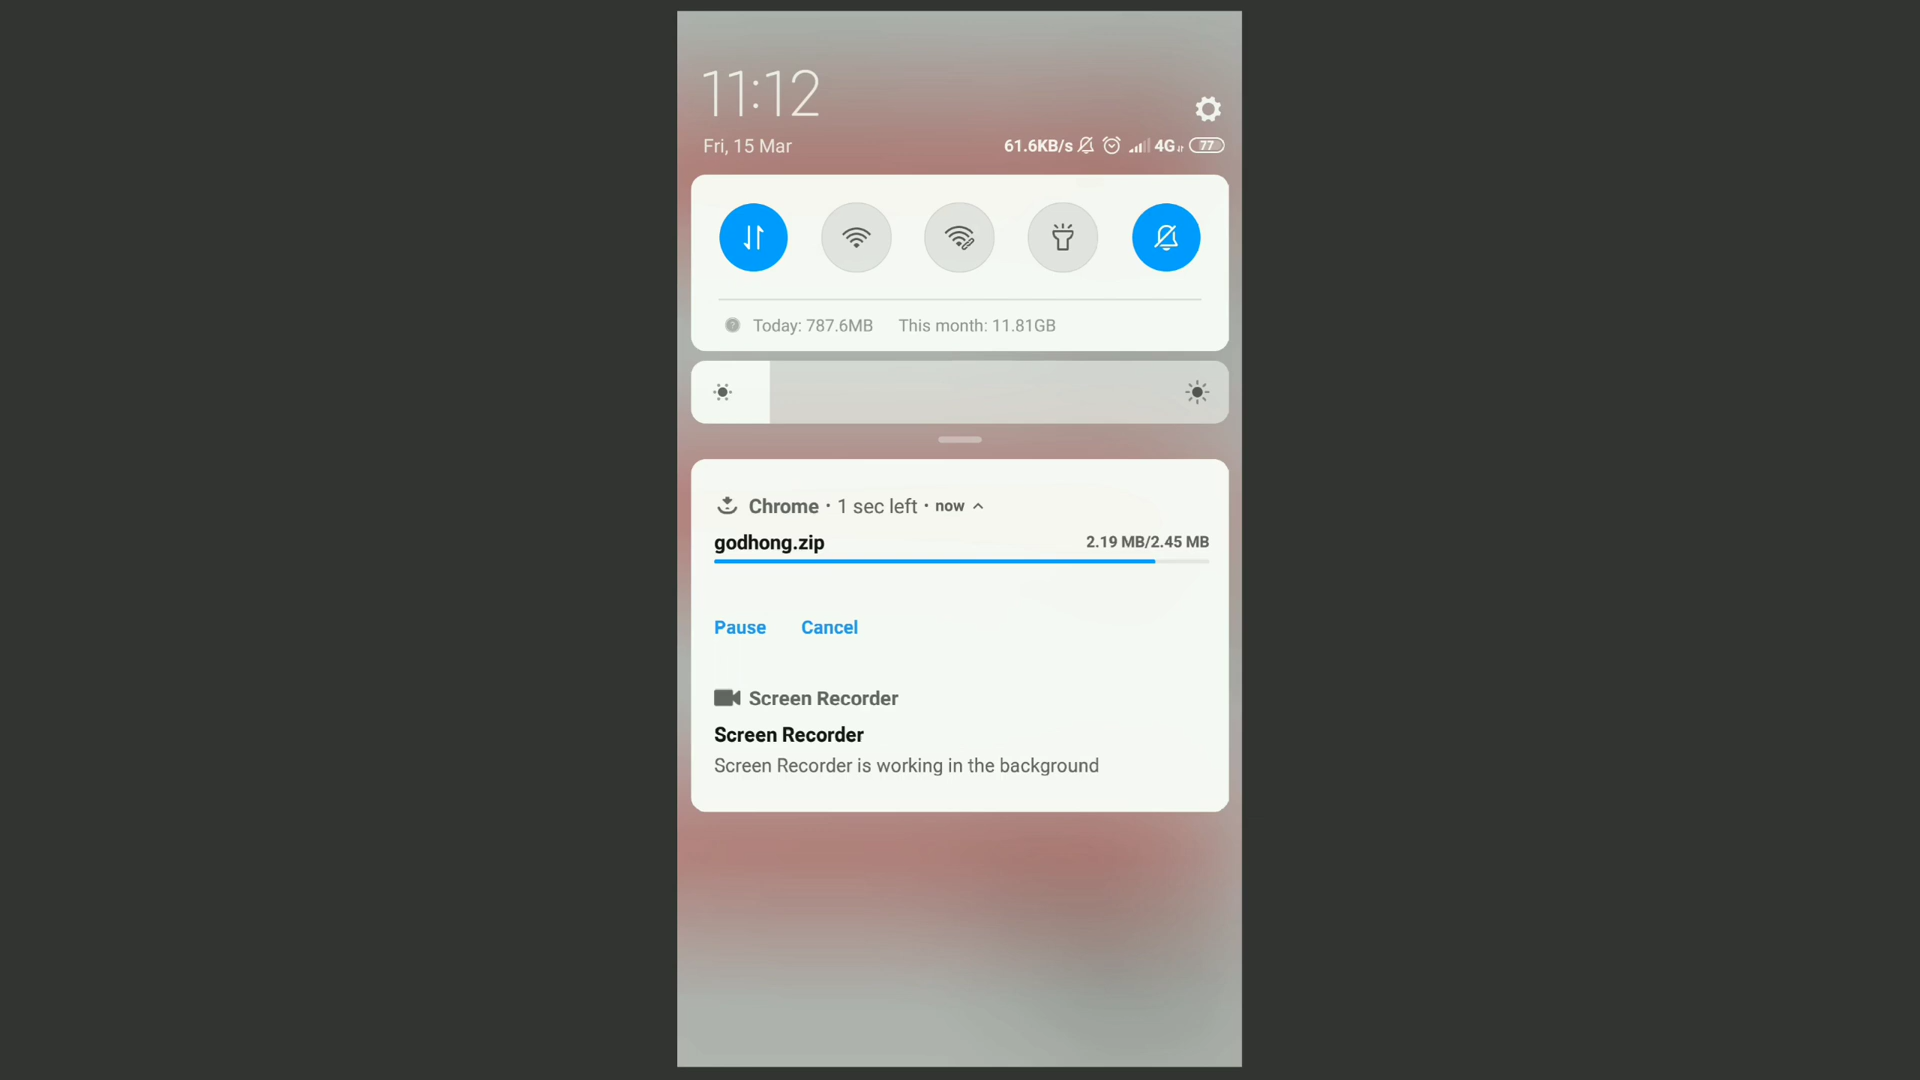 11:12
Fri, 15 Mar
61.6KB/s 4G 77
Today: 787.6MB This month: 11.81GB
Chrome · 1 sec left · now
godhong.zip 2.19 MB/2.45 MB
Pause Cancel
Screen Recorder
Screen Recorder
Screen Recorder is working in the background